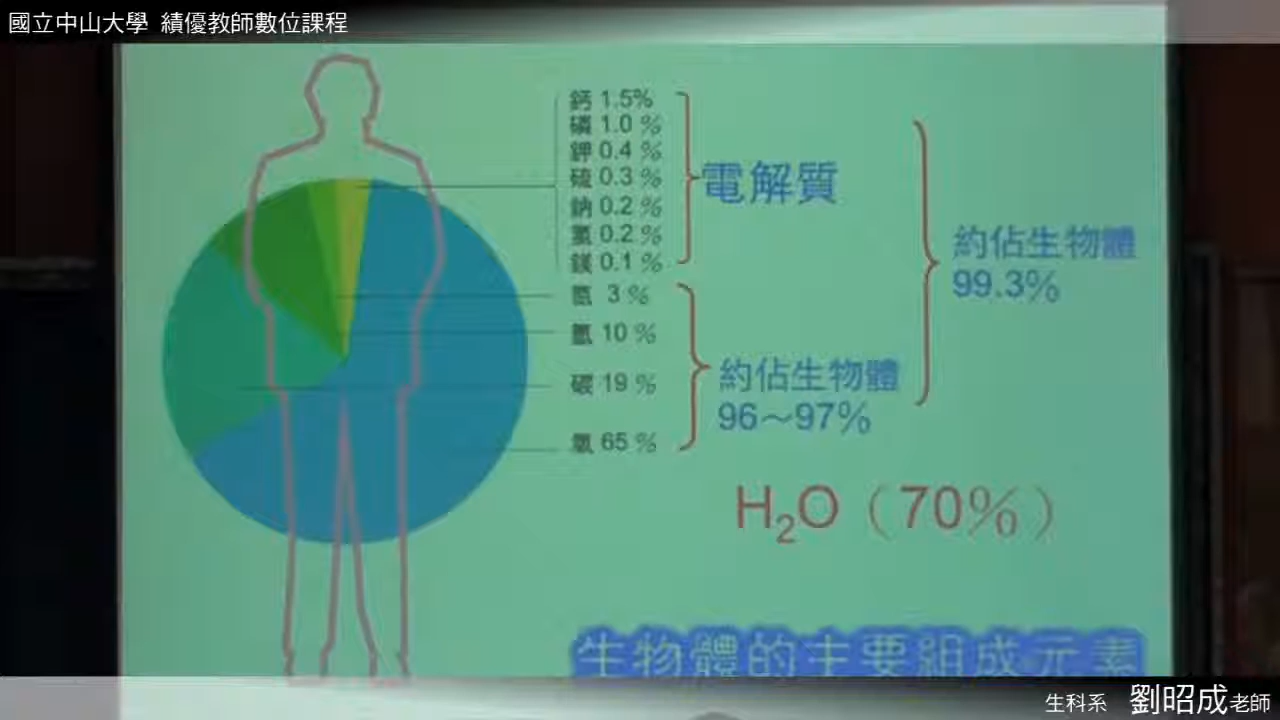 國立中山大學 績優教師數位課程
鈣 1.5%
磷 1.0 %
鉀 0.4 %
硫 0.3 %
鈉 0.2 %
氯 0.2 %
鎂 0.1 %
電解質
氮 3 %
氫 10 %
碳 19 %
氧 65 %
約佔生物體
96～97%
約佔生物體
99.3%
H₂O（70%）
生物體的主要組成元素
生科系 劉昭成老師